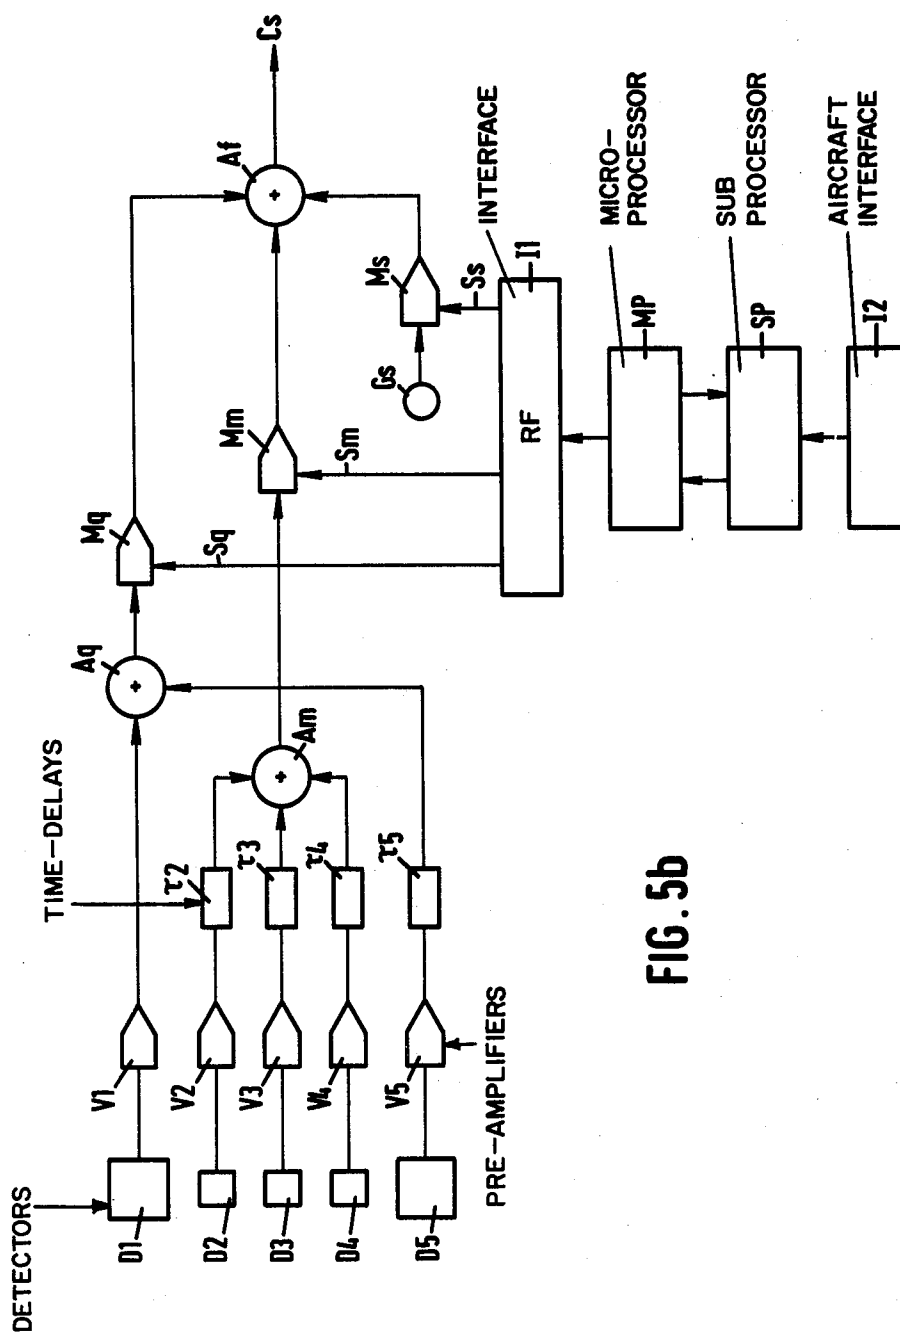 DETECTORS
TIME-DELAYS
PRE-AMPLIFIERS
D1
D2
D3
D4
D5
V1
V2
V3
V4
V5
τ2
τ3
τ4
τ5
Aq
+
Am
+
Mq
Mm
Sq
Sm
Gs
Ms
Ss
Af
+
Cs
INTERFACE
RF
I1
MICRO-
PROCESSOR
MP
SUB
PROCESSOR
SP
AIRCRAFT
INTERFACE
I2
FIG. 5b